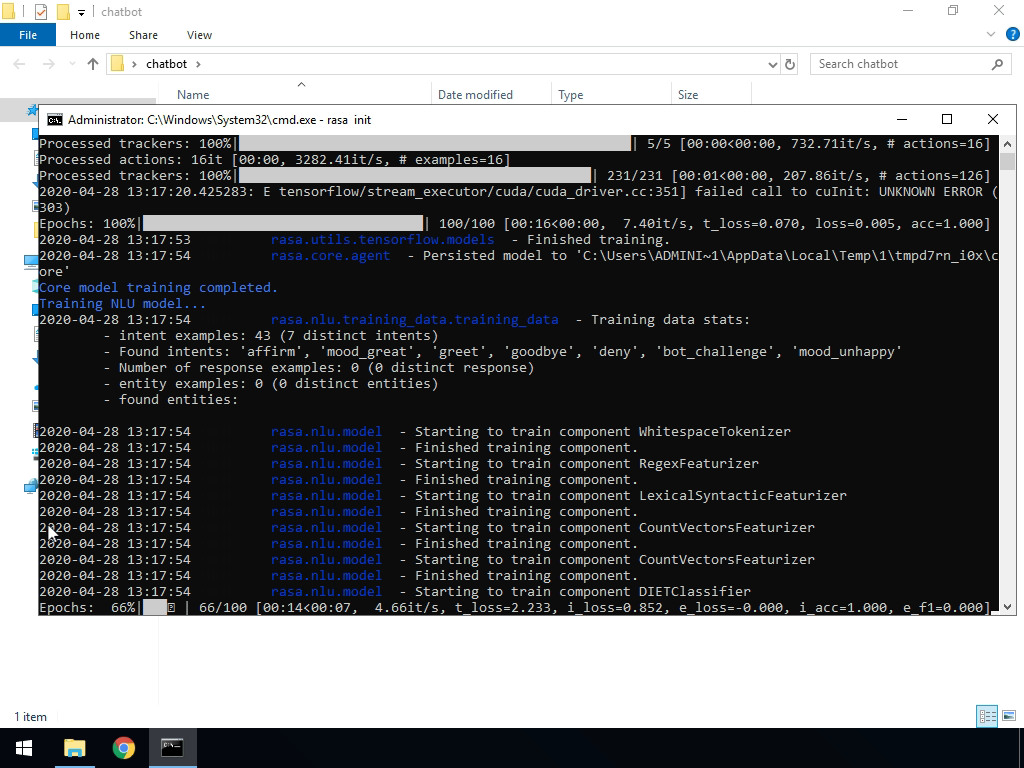 chatbot
File Home Share View
chatbot
Search chatbot
Name Date modified Type Size
Administrator: C:\Windows\System32\cmd.exe - rasa  init
Processed trackers: 100%| | 5/5 [00:00<00:00, 732.71it/s, # actions=16]
Processed actions: 16it [00:00, 3282.41it/s, # examples=16]
Processed trackers: 100%| | 231/231 [00:01<00:00, 207.86it/s, # actions=126]
2020-04-28 13:17:20.425283: E tensorflow/stream_executor/cuda/cuda_driver.cc:351] failed call to cuInit: UNKNOWN ERROR (
303)
Epochs: 100%| | 100/100 [00:16<00:00,  7.40it/s, t_loss=0.070, loss=0.005, acc=1.000]
2020-04-28 13:17:53 rasa.utils.tensorflow.models  - Finished training.
2020-04-28 13:17:54 rasa.core.agent  - Persisted model to 'C:\Users\ADMINI~1\AppData\Local\Temp\1\tmpd7rn_i0x\c
ore'
Core model training completed.
Training NLU model...
2020-04-28 13:17:54 rasa.nlu.training_data.training_data  - Training data stats:
- intent examples: 43 (7 distinct intents)
- Found intents: 'affirm', 'mood_great', 'greet', 'goodbye', 'deny', 'bot_challenge', 'mood_unhappy'
- Number of response examples: 0 (0 distinct response)
- entity examples: 0 (0 distinct entities)
- found entities:
2020-04-28 13:17:54 rasa.nlu.model  - Starting to train component WhitespaceTokenizer
2020-04-28 13:17:54 rasa.nlu.model  - Finished training component.
2020-04-28 13:17:54 rasa.nlu.model  - Starting to train component RegexFeaturizer
2020-04-28 13:17:54 rasa.nlu.model  - Finished training component.
2020-04-28 13:17:54 rasa.nlu.model  - Starting to train component LexicalSyntacticFeaturizer
2020-04-28 13:17:54 rasa.nlu.model  - Finished training component.
2020-04-28 13:17:54 rasa.nlu.model  - Starting to train component CountVectorsFeaturizer
2020-04-28 13:17:54 rasa.nlu.model  - Finished training component.
2020-04-28 13:17:54 rasa.nlu.model  - Starting to train component CountVectorsFeaturizer
2020-04-28 13:17:54 rasa.nlu.model  - Finished training component.
2020-04-28 13:17:54 rasa.nlu.model  - Starting to train component DIETClassifier
Epochs:  66%| | 66/100 [00:14<00:07,  4.66it/s, t_loss=2.233, i_loss=0.852, e_loss=-0.000, i_acc=1.000, e_f1=0.000]
1 item